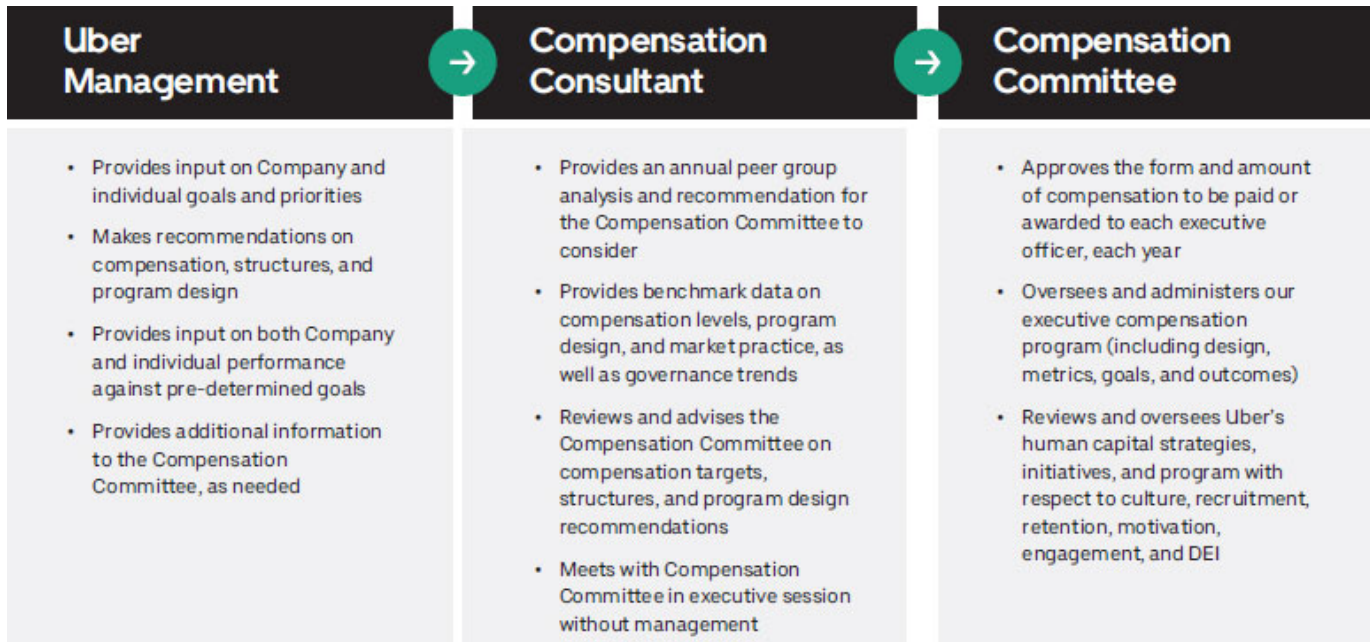 Uber
Management
→
Compensation
Consultant
→
Compensation
Committee
• Provides input on Company and
individual goals and priorities
• Makes recommendations on
compensation, structures, and
program design
• Provides input on both Company
and individual performance
against pre-determined goals
• Provides additional information
to the Compensation
Committee, as needed
• Provides an annual peer group
analysis and recommendation for
the Compensation Committee to
consider
• Provides benchmark data on
compensation levels, program
design, and market practice, as
well as governance trends
• Reviews and advises the
Compensation Committee on
compensation targets,
structures, and program design
recommendations
• Meets with Compensation
Committee in executive session
without management
• Approves the form and amount
of compensation to be paid or
awarded to each executive
officer, each year
• Oversees and administers our
executive compensation
program (including design,
metrics, goals, and outcomes)
• Reviews and oversees Uber's
human capital strategies,
initiatives, and program with
respect to culture, recruitment,
retention, motivation,
engagement, and DEI